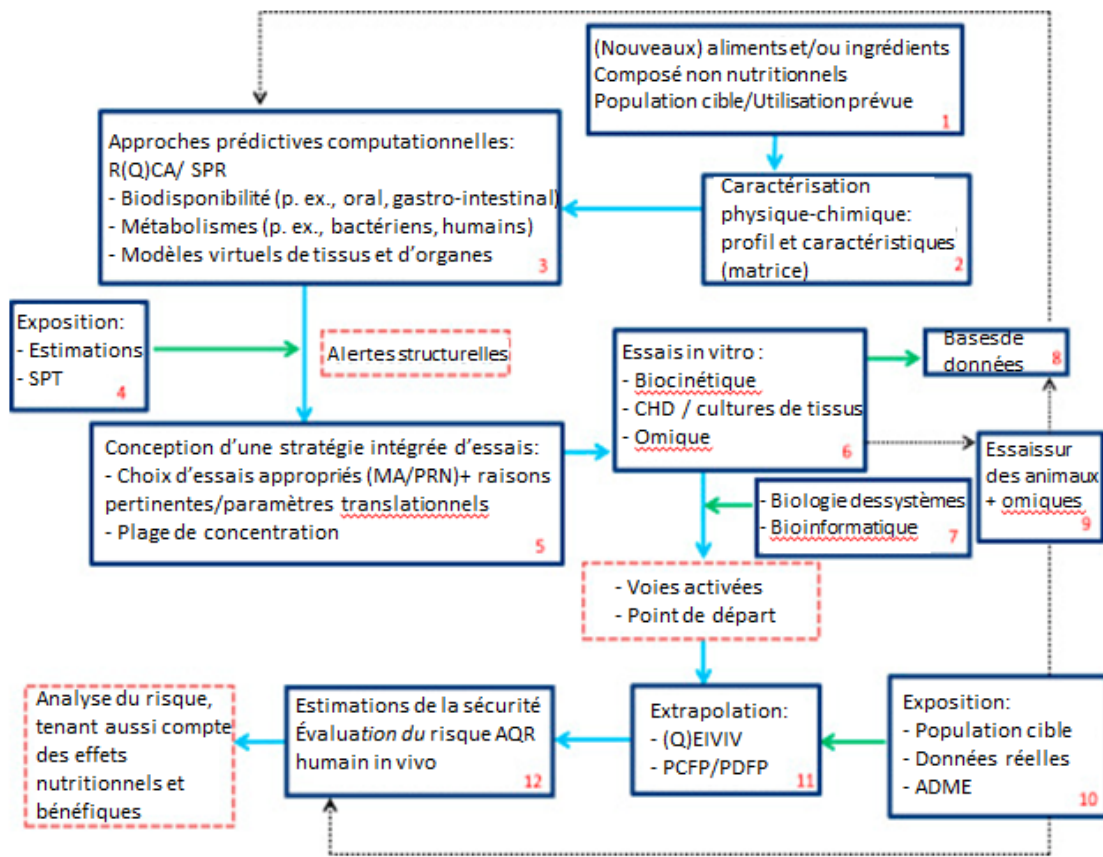 (Nouveaux) aliments et/ou ingrédients
Composé non nutritionnels
Population cible/Utilisation prévue
1
Approches prédictives computationnelles:
R(Q)CA/ SPR
- Biodisponibilité (p. ex., oral, gastro-intestinal)
- Métabolismes (p. ex., bactériens, humains)
- Modèles virtuels de tissus et d'organes
3
Caractérisation
physique-chimique:
profil et caractéristiques
(matrice)
2
Exposition:
- Estimations
- SPT
4
Alertes structurelles
Essais in vitro :
- Biocinétique
- CHD / cultures de tissus
- Omique
6
Basesde
données
8
Conception d'une stratégie intégrée d'essais:
- Choix d'essais appropriés (MA/PRN)+ raisons
pertinentes/paramètres translationnels
- Plage de concentration
5
Essaissur
des animaux
+ omiques
9
- Biologie dessystèmes
- Bioinformatique
7
- Voies activées
- Point de départ
Analyse du risque,
tenant aussi compte
des effets
nutritionnels et
bénéfiques
Estimations de la sécurité
Évaluation du risque AQR
humain in vivo
12
Extrapolation:
- (Q)EIVIV
- PCFP/PDFP
11
Exposition:
- Population cible
- Données réelles
- ADME
10